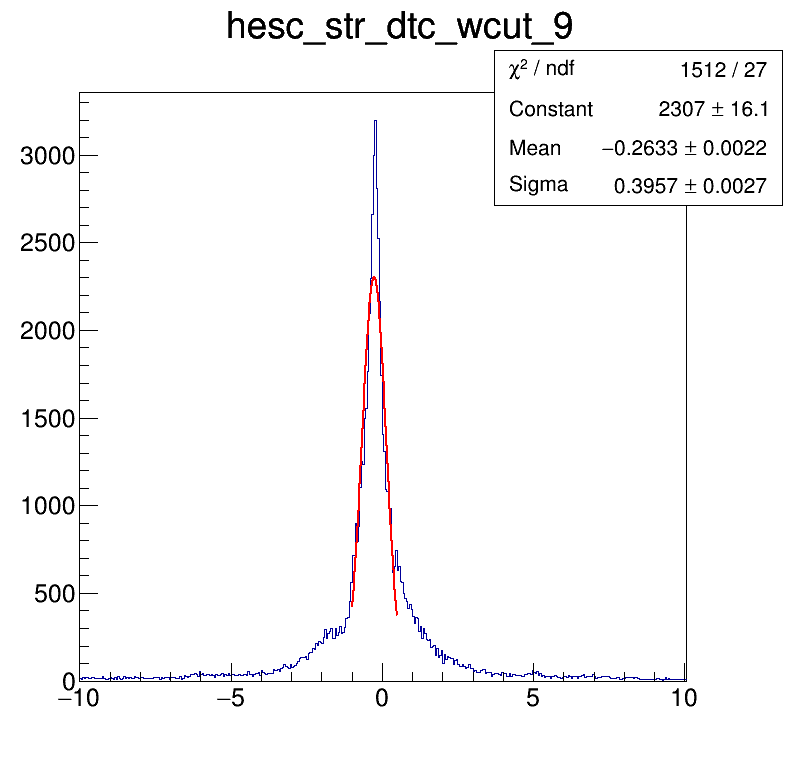 hesc_str_dtc_wcut_9
χ² / ndf 1512 / 27
Constant 2307 ± 16.1
Mean −0.2633 ± 0.0022
Sigma 0.3957 ± 0.0027
3000
2500
2000
1500
1000
500
0
−10 −5 0 5 10